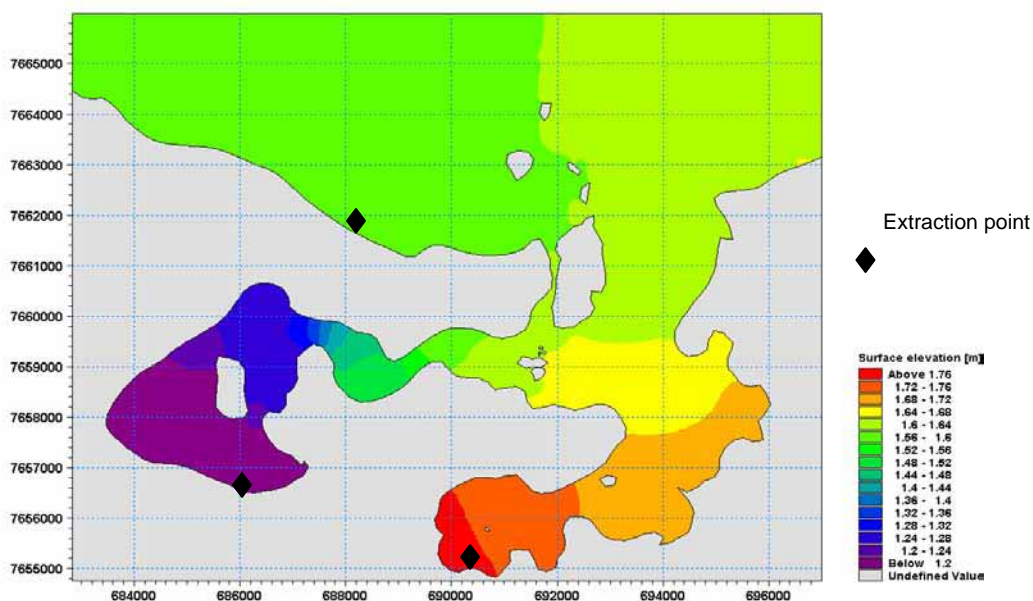 7665000
7664000
7663000
7662000
7661000
7660000
7659000
7658000
7657000
7656000
7655000
684000 686000 688000 690000 692000 694000 696000
Extraction point
Surface elevation [m]
Above 1.76
1.72 - 1.76
1.68 - 1.72
1.64 - 1.68
1.6 - 1.64
1.56 - 1.6
1.52 - 1.56
1.48 - 1.52
1.44 - 1.48
1.4 - 1.44
1.36 - 1.4
1.32 - 1.36
1.28 - 1.32
1.24 - 1.28
1.2 - 1.24
Below 1.2
Undefined Value